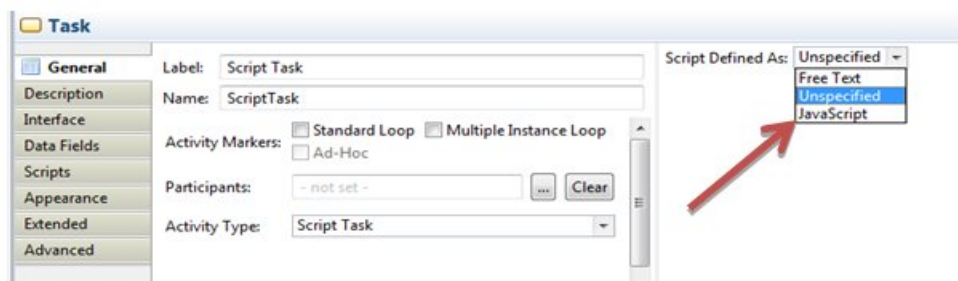 Task
General
Description
Interface
Data Fields
Scripts
Appearance
Extended
Advanced
Label: Script Task
Name: ScriptTask
Activity Markers: Standard Loop Multiple Instance Loop
Ad-Hoc
Participants: - not set - ... Clear
Activity Type: Script Task
Script Defined As: Unspecified
Free Text
Unspecified
JavaScript